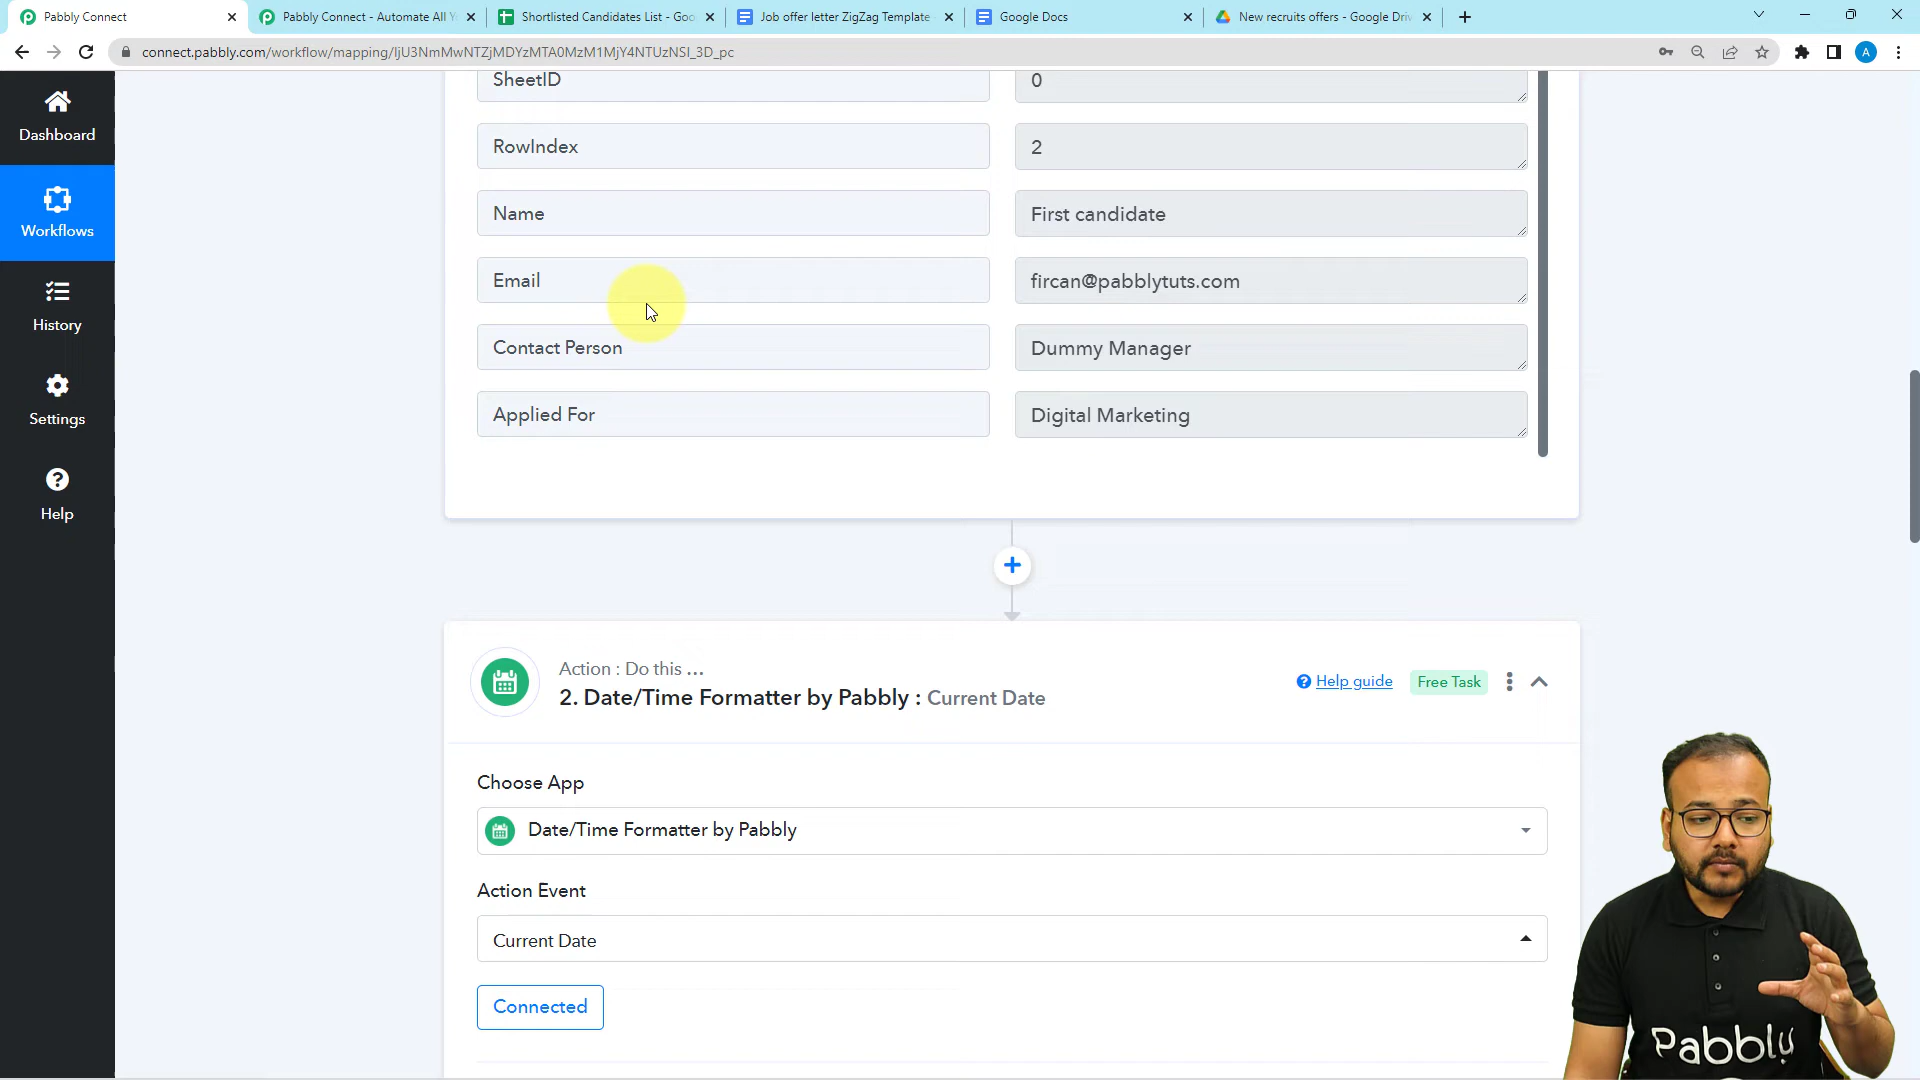 Pabbly Connect
Pabbly Connect - Automate All Y
Shortlisted Candidates List - Goo
Job offer letter ZigZag Template
Google Docs
New recruits offers - Google Driv
connect.pabbly.com/workflow/mapping/IjU3NmMwNTZjMDYzMTA0MzM1MjY4NTUzNSI_3D_pc
A
Dashboard
Workflows
History
Settings
Help
SheetID
0
RowIndex
2
Name
First candidate
Email
fircan@pabblytuts.com
Contact Person
Dummy Manager
Applied For
Digital Marketing
Action : Do this ...
2. Date/Time Formatter by Pabbly : Current Date
Help guide
Free Task
Choose App
Date/Time Formatter by Pabbly
Action Event
Current Date
Connected
Pabbly